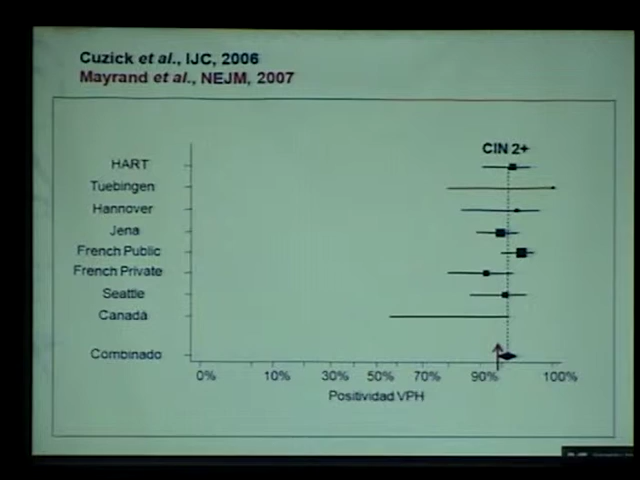 Cuzick et al., IJC, 2006
Mayrand et al., NEJM, 2007
CIN 2+
HART
Tuebingen
Hannover
Jena
French Public
French Private
Seattle
Canadá
Combinado
0% 10% 30% 50% 70% 90% 100%
Positividad VPH